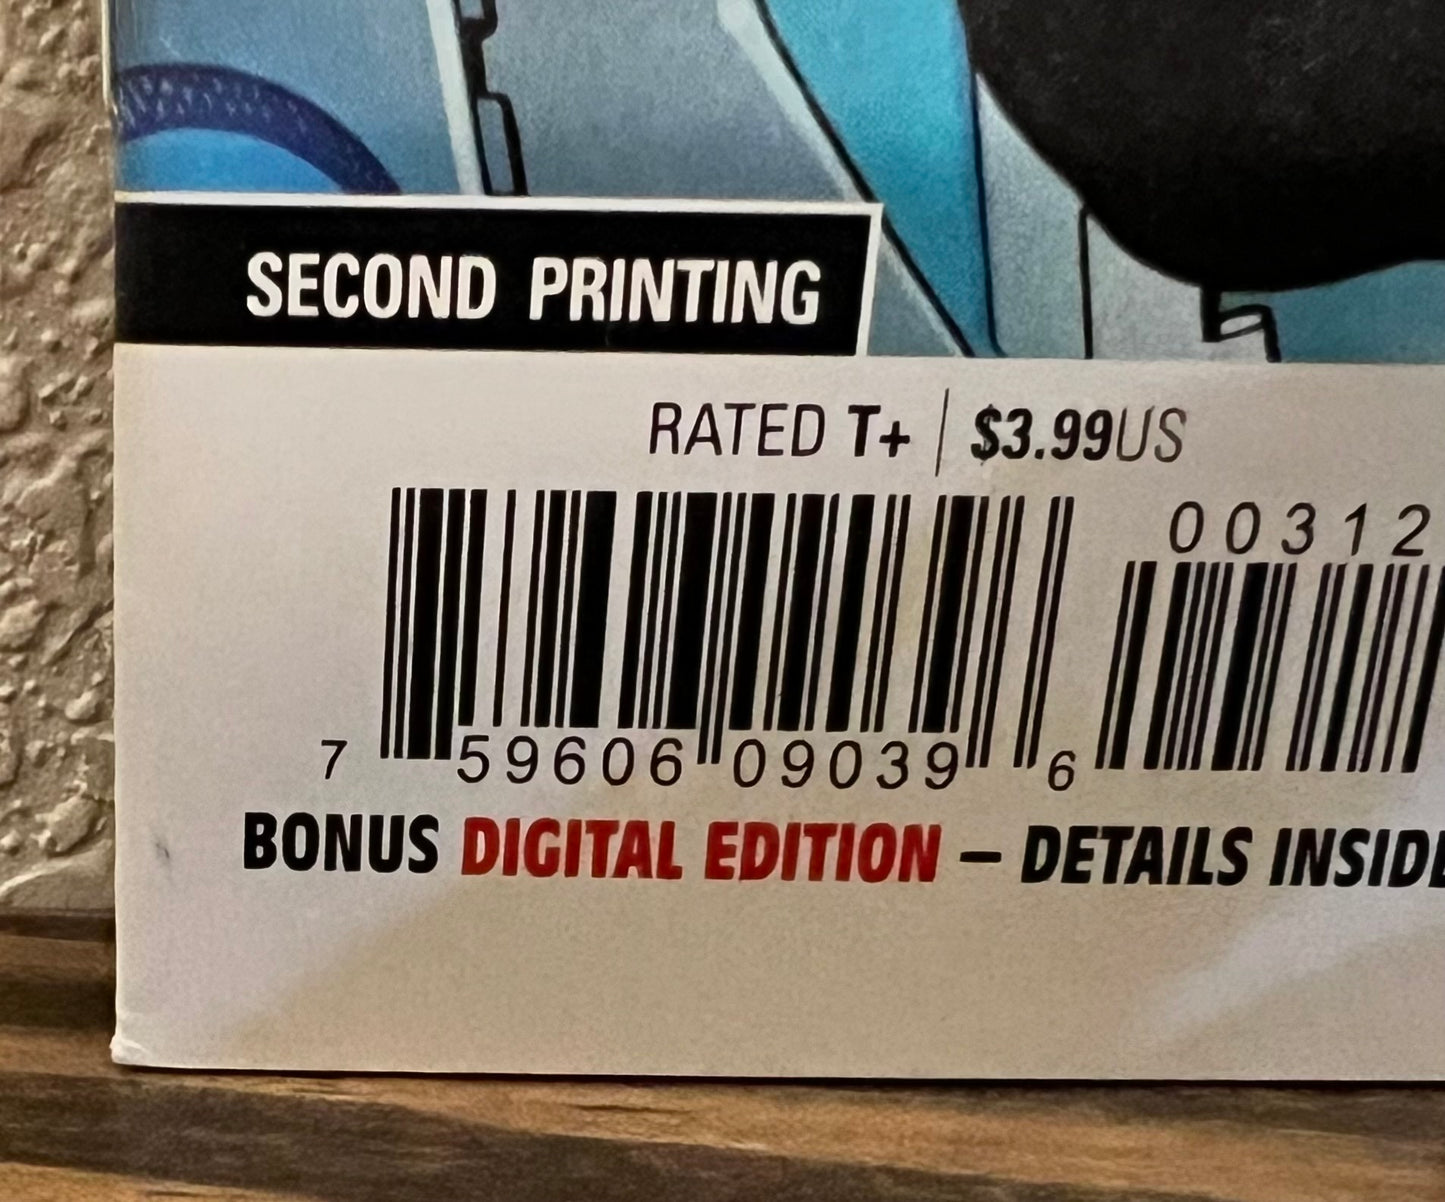 SECOND PRINTING
RATED T+ | $3.99US
00312
7 59606 09039 6
BONUS DIGITAL EDITION – DETAILS INSIDE